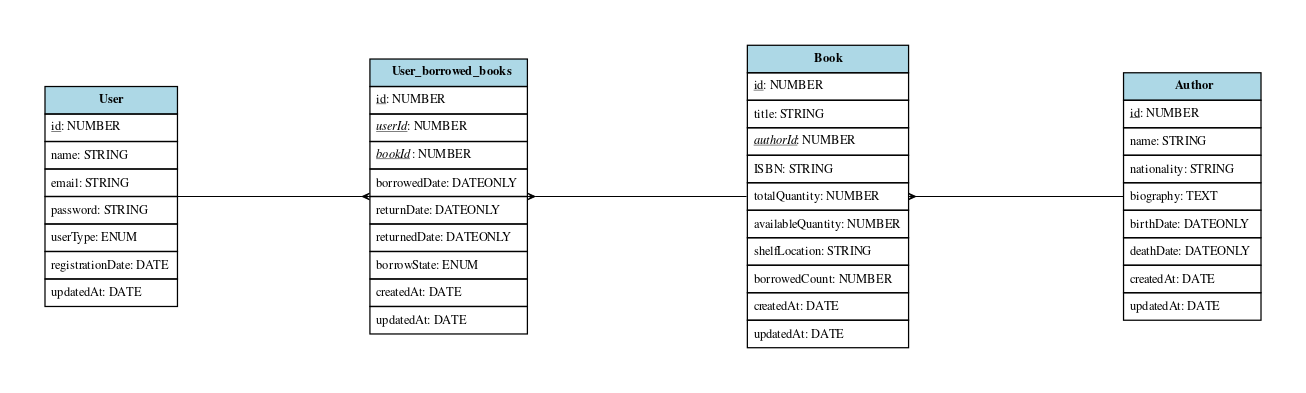 User
id: NUMBER
name: STRING
email: STRING
password: STRING
userType: ENUM
registrationDate: DATE
updatedAt: DATE
User_borrowed_books
id: NUMBER
userId: NUMBER
bookId : NUMBER
borrowedDate: DATEONLY
returnDate: DATEONLY
returnedDate: DATEONLY
borrowState: ENUM
createdAt: DATE
updatedAt: DATE
Book
id: NUMBER
title: STRING
authorId: NUMBER
ISBN: STRING
totalQuantity: NUMBER
availableQuantity: NUMBER
shelfLocation: STRING
borrowedCount: NUMBER
createdAt: DATE
updatedAt: DATE
Author
id: NUMBER
name: STRING
nationality: STRING
biography: TEXT
birthDate: DATEONLY
deathDate: DATEONLY
createdAt: DATE
updatedAt: DATE